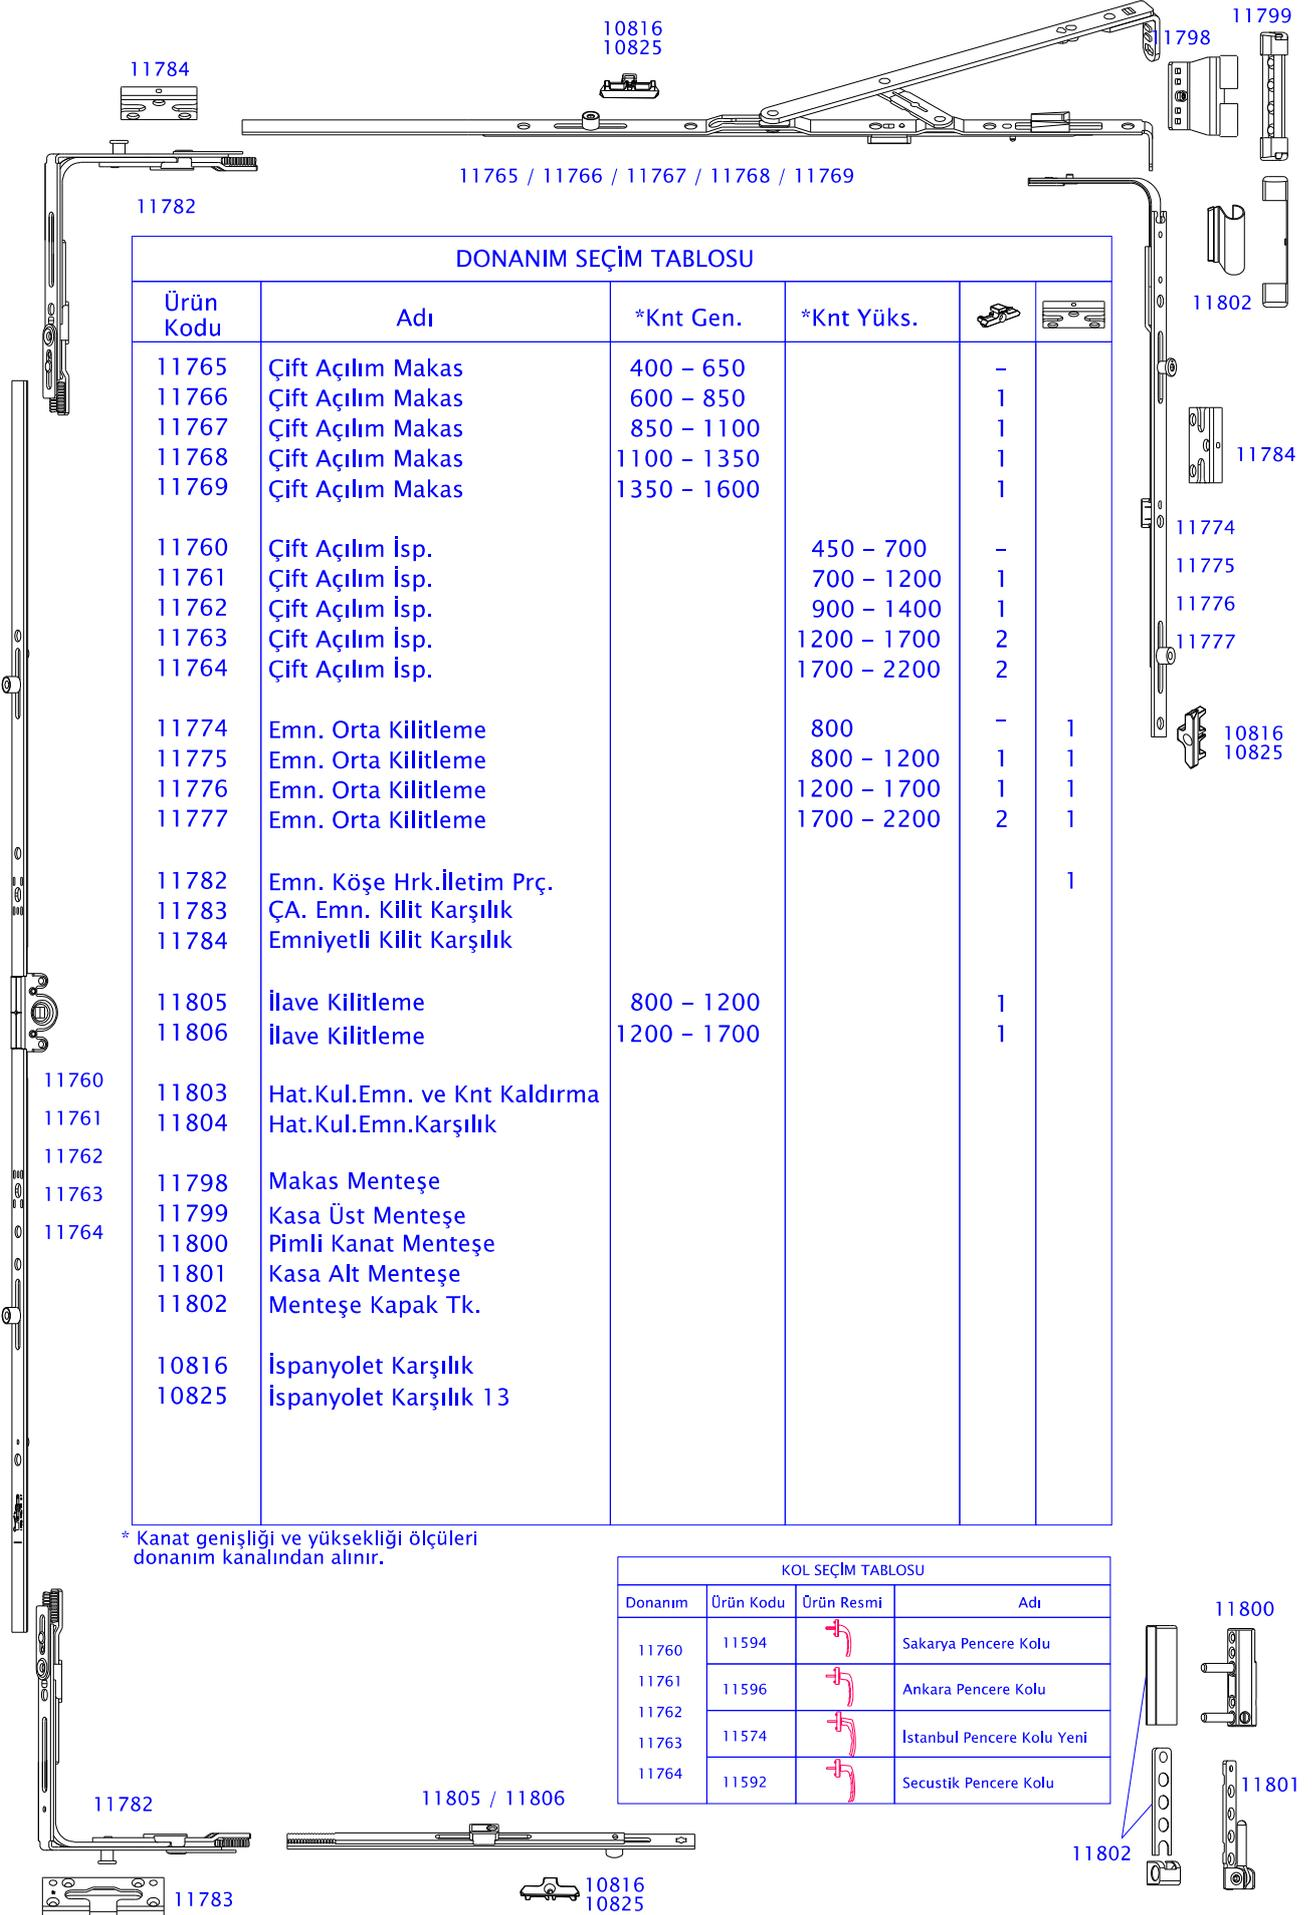 10816
10825
11799
11798
11784
11765 / 11766 / 11767 / 11768 / 11769
11782
11802
DONANIM SEÇİM TABLOSU
Ürün Kodu Adı *Knt Gen. *Knt Yüks.
11765 Çift Açılım Makas 400 – 650 –
11766 Çift Açılım Makas 600 – 850 1
11767 Çift Açılım Makas 850 – 1100 1
11768 Çift Açılım Makas 1100 – 1350 1
11769 Çift Açılım Makas 1350 – 1600 1
11760 Çift Açılım İsp. 450 – 700 –
11761 Çift Açılım İsp. 700 – 1200 1
11762 Çift Açılım İsp. 900 – 1400 1
11763 Çift Açılım İsp. 1200 – 1700 2
11764 Çift Açılım İsp. 1700 – 2200 2
11774 Emn. Orta Kilitleme 800 – 1
11775 Emn. Orta Kilitleme 800 – 1200 1 1
11776 Emn. Orta Kilitleme 1200 – 1700 1 1
11777 Emn. Orta Kilitleme 1700 – 2200 2 1
11782 Emn. Köşe Hrk.İletim Prç. 1
11783 ÇA. Emn. Kilit Karşılık
11784 Emniyetli Kilit Karşılık
11805 İlave Kilitleme 800 – 1200 1
11806 İlave Kilitleme 1200 – 1700 1
11803 Hat.Kul.Emn. ve Knt Kaldırma
11804 Hat.Kul.Emn.Karşılık
11798 Makas Menteşe
11799 Kasa Üst Menteşe
11800 Pimli Kanat Menteşe
11801 Kasa Alt Menteşe
11802 Menteşe Kapak Tk.
10816 İspanyolet Karşılık
10825 İspanyolet Karşılık 13
11784
11774
11775
11776
11777
10816
10825
11760
11761
11762
11763
11764
* Kanat genişliği ve yüksekliği ölçüleri
donanım kanalından alınır.
KOL SEÇİM TABLOSU
Donanım Ürün Kodu Ürün Resmi Adı
11760
11761
11762
11763
11764
11594 Sakarya Pencere Kolu
11596 Ankara Pencere Kolu
11574 İstanbul Pencere Kolu Yeni
11592 Secustik Pencere Kolu
11800
11801
11802
11782
11805 / 11806
11783
10816
10825